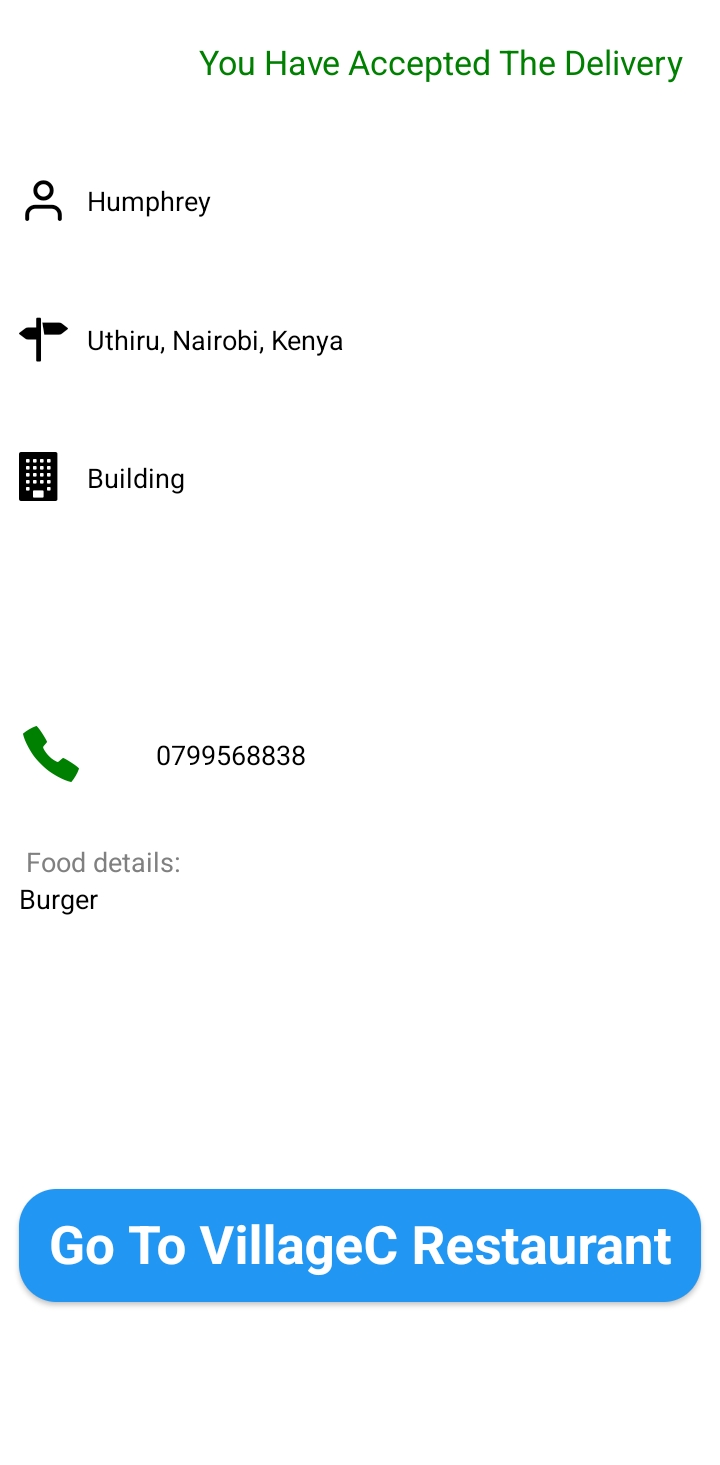 You Have Accepted The Delivery
Humphrey
Uthiru, Nairobi, Kenya
Building
0799568838
Food details:
Burger
Go To VillageC Restaurant